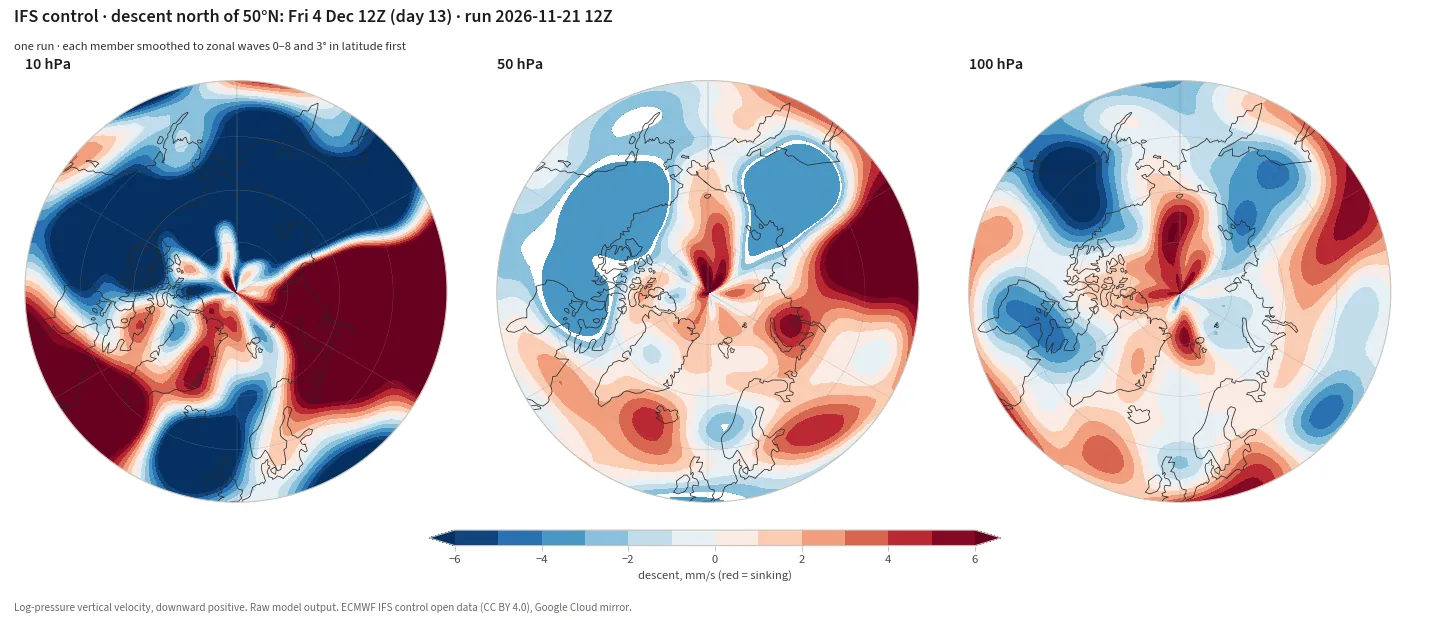 IFS control · descent north of 50°N: Fri 4 Dec 12Z (day 13) · run 2026-11-21 12Z
one run · each member smoothed to zonal waves 0–8 and 3° in latitude first
10 hPa
50 hPa
100 hPa
−6
−4
−2
0
2
4
6
descent, mm/s (red = sinking)
Log-pressure vertical velocity, downward positive. Raw model output. ECMWF IFS control open data (CC BY 4.0), Google Cloud mirror.